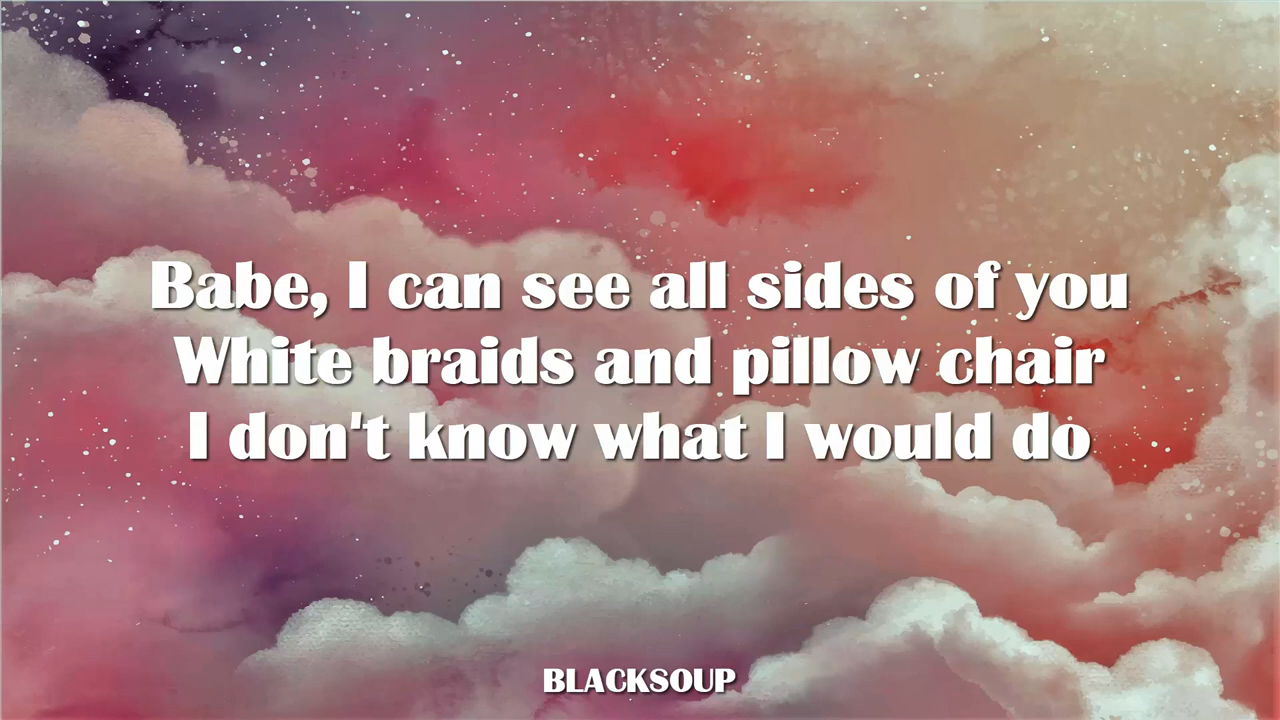 Babe, I can see all sides of you
White braids and pillow chair
I don't know what I would do
BLACKSOUP